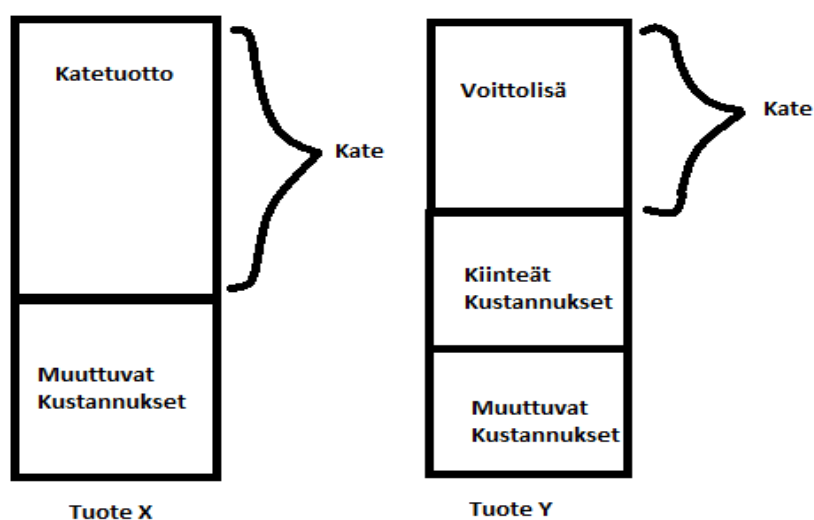 Katetuotto
Kate
Muuttuvat
Kustannukset
Tuote X
Voittolisä
Kate
Kiinteät
Kustannukset
Muuttuvat
Kustannukset
Tuote Y